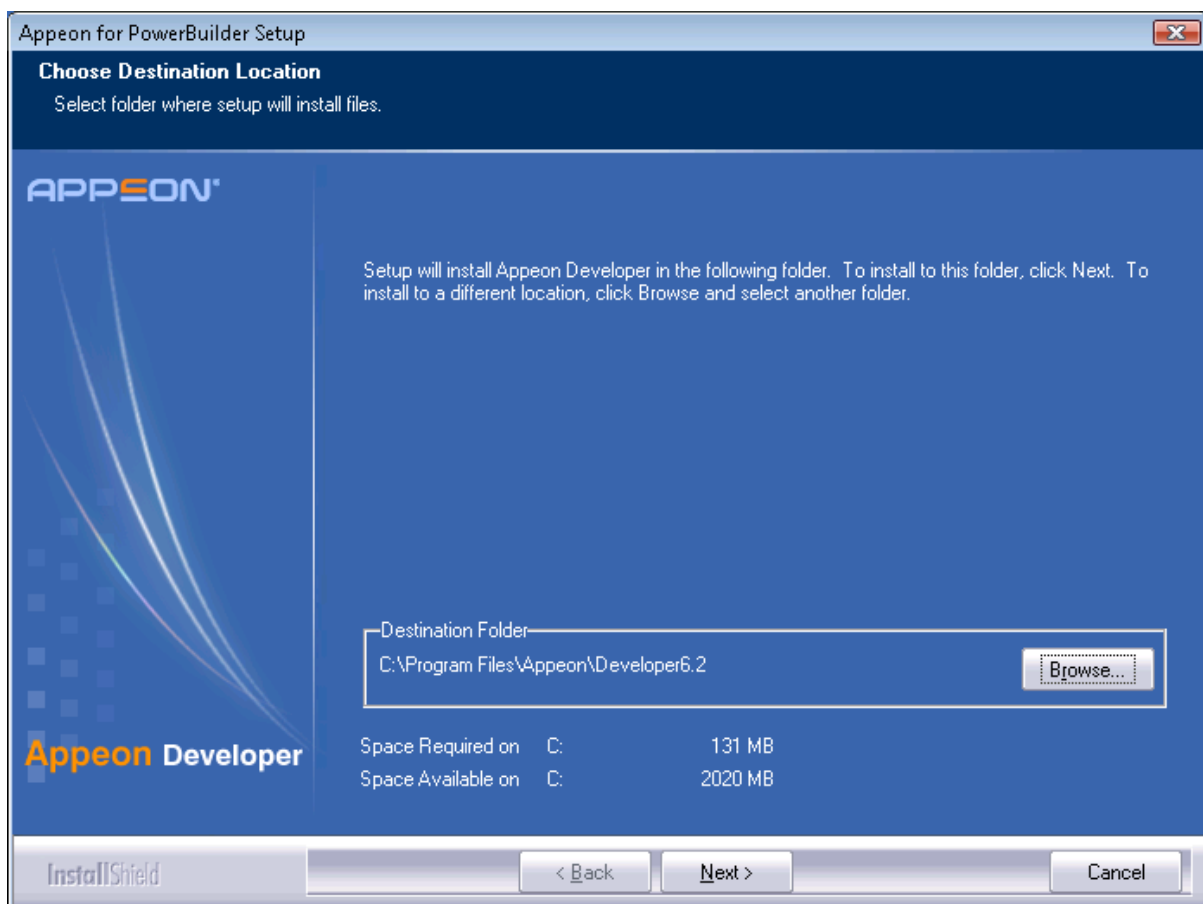 Appeon for PowerBuilder Setup
Choose Destination Location
Select folder where setup will install files.
APPEON
Setup will install Appeon Developer in the following folder. To install to this folder, click Next. To
install to a different location, click Browse and select another folder.
Destination Folder
C:\Program Files\Appeon\Developer6.2
Browse...
Appeon Developer
Space Required on C: 131 MB
Space Available on C: 2020 MB
InstallShield
< Back
Next >
Cancel